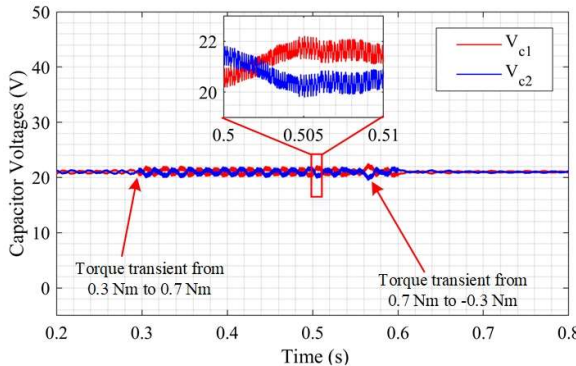 50
40
30
20
10
0
Capacitor Voltages (V)
22
20
0.5
0.505
0.51
V_c1
V_c2
Torque transient from
0.3 Nm to 0.7 Nm
Torque transient from
0.7 Nm to -0.3 Nm
0.2
0.3
0.4
0.5
0.6
0.7
0.8
Time (s)